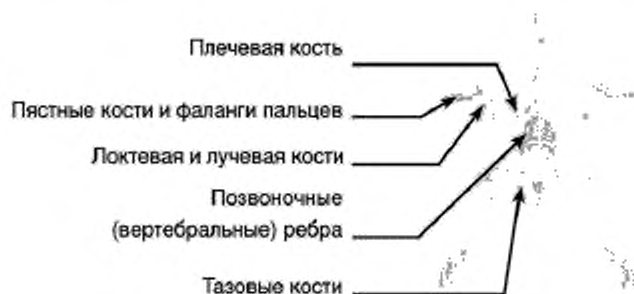 Плечевая кость
Пястные кости и фаланги пальцев
Локтевая и лучевая кости
Позвоночные
(вертебральные) ребра
Тазовые кости